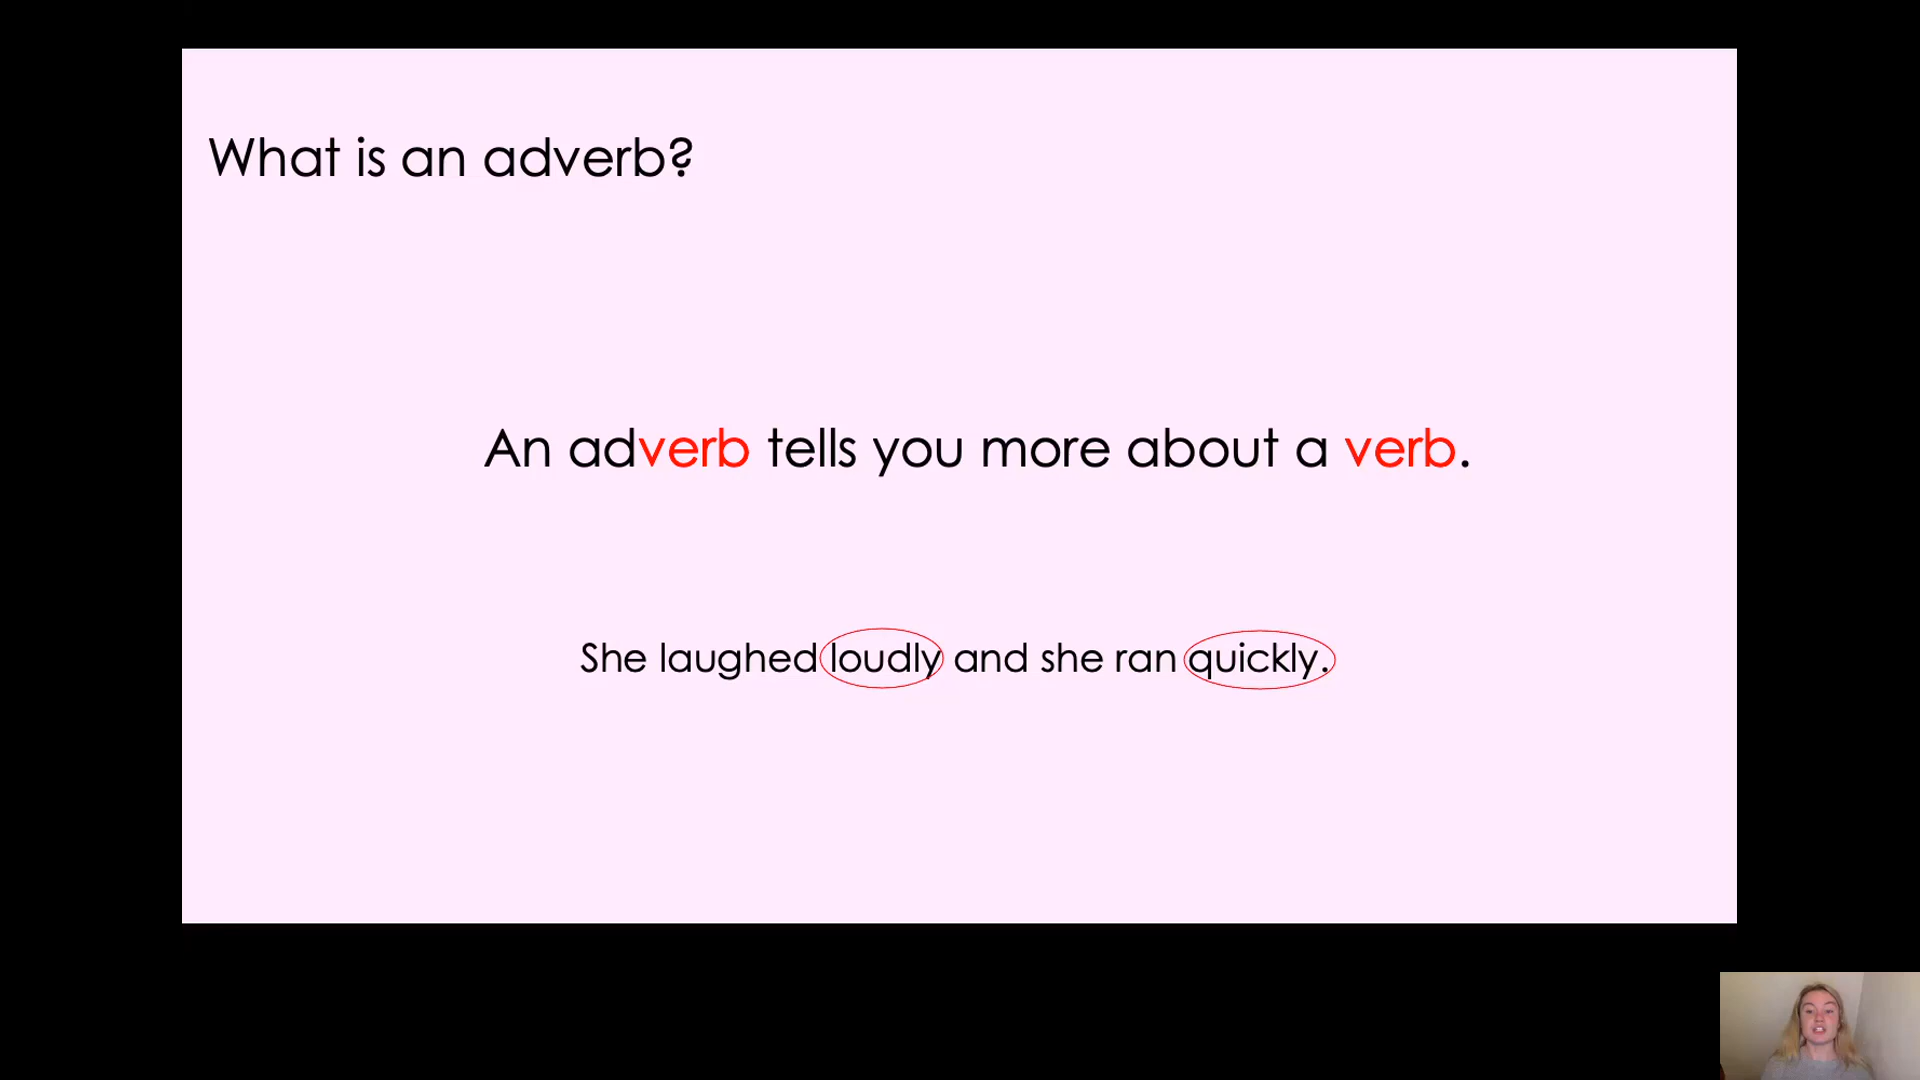 What is an adverb?
An adverb tells you more about a verb.
She laughed loudly and she ran quickly.